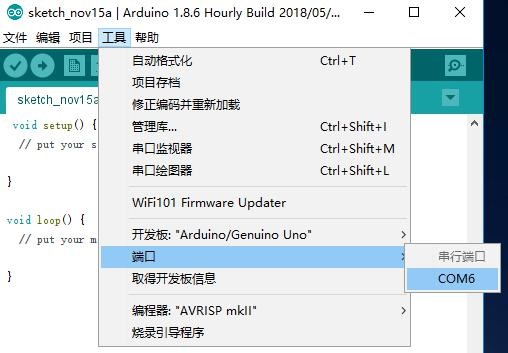 sketch_nov15a | Arduino 1.8.6 Hourly Build 2018/05/...
文件 编辑 项目 工具 帮助
sketch_nov15a
void setup() {
// put your s
}
void loop() {
// put your m
}
自动格式化 Ctrl+T
项目存档
修正编码并重新加载
管理库... Ctrl+Shift+I
串口监视器 Ctrl+Shift+M
串口绘图器 Ctrl+Shift+L
WiFi101 Firmware Updater
开发板: "Arduino/Genuino Uno"
端口
取得开发板信息
编程器: "AVRISP mkII"
烧录引导程序
串行端口
COM6